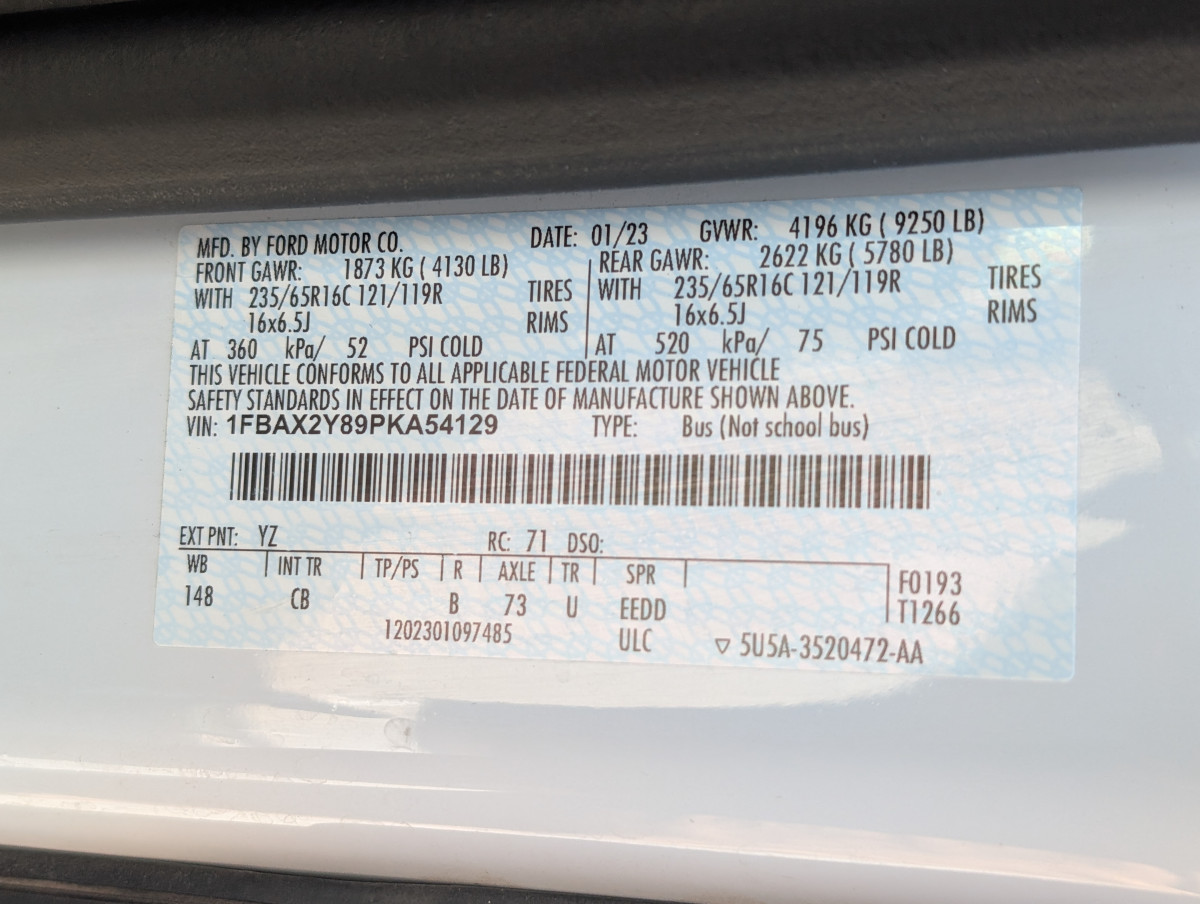 MFD. BY FORD MOTOR CO. DATE: 01/23 GVWR: 4196 KG ( 9250 LB)
FRONT GAWR: 1873 KG ( 4130 LB) REAR GAWR: 2622 KG ( 5780 LB)
WITH 235/65R16C 121/119R TIRES WITH 235/65R16C 121/119R TIRES
16x6.5J RIMS 16x6.5J RIMS
AT 360 kPa/ 52 PSI COLD AT 520 kPa/ 75 PSI COLD
THIS VEHICLE CONFORMS TO ALL APPLICABLE FEDERAL MOTOR VEHICLE
SAFETY STANDARDS IN EFFECT ON THE DATE OF MANUFACTURE SHOWN ABOVE.
VIN: 1FBAX2Y89PKA54129 TYPE: Bus (Not school bus)
EXT PNT: YZ RC: 71 DSO:
WB INT TR TP/PS R AXLE TR SPR F0193
148 CB B 73 U EEDD T1266
1202301097485 ULC ▽ 5U5A-3520472-AA